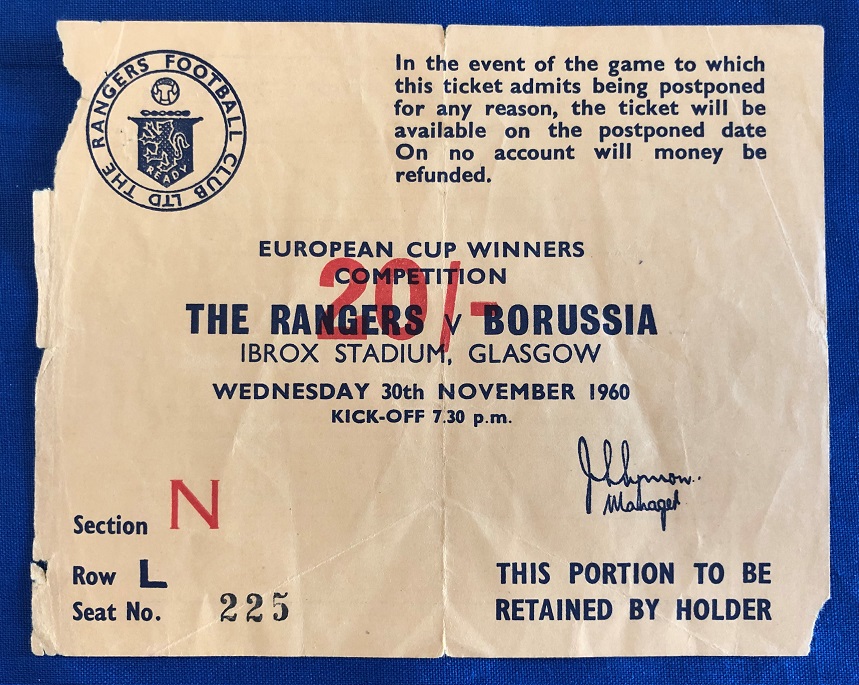 THE RANGERS FOOTBALL CLUB LTD
READY
In the event of the game to which
this ticket admits being postponed
for any reason, the ticket will be
available on the postponed date
On no account will money be
refunded.
EUROPEAN CUP WINNERS
COMPETITION
20/-
THE RANGERS v BORUSSIA
IBROX STADIUM, GLASGOW
WEDNESDAY 30th NOVEMBER 1960
KICK-OFF 7.30 p.m.
Manager
Section N
Row L
Seat No. 225
THIS PORTION TO BE
RETAINED BY HOLDER